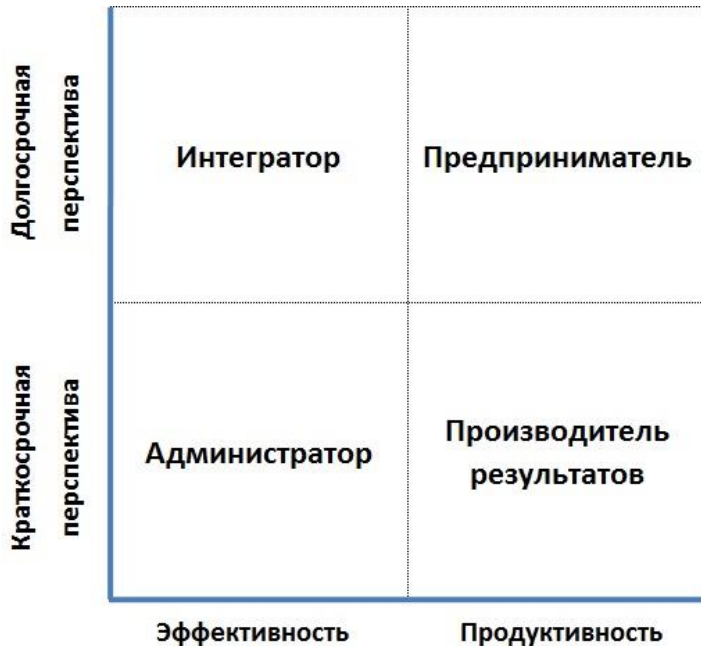 Долгосрочная
перспектива
Интегратор
Предприниматель
Краткосрочная
перспектива
Администратор
Производитель
результатов
Эффективность
Продуктивность